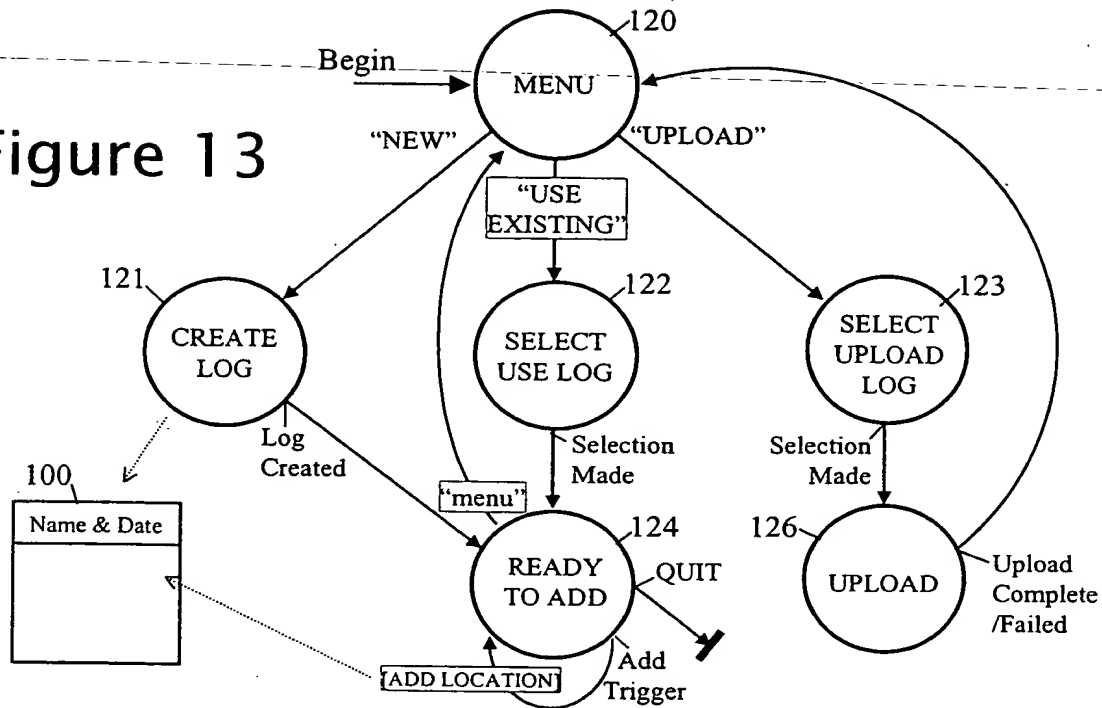 120
Begin
MENU
Figure 13
“NEW”
“UPLOAD”
“USE
EXISTING”
121
122
123
CREATE
LOG
SELECT
USE LOG
SELECT
UPLOAD
LOG
Log
Created
Selection
Made
Selection
Made
100
Name & Date
“menu”
124
126
READY
TO ADD
QUIT
UPLOAD
Upload
Complete
/Failed
[ADD LOCATION]
Add
Trigger